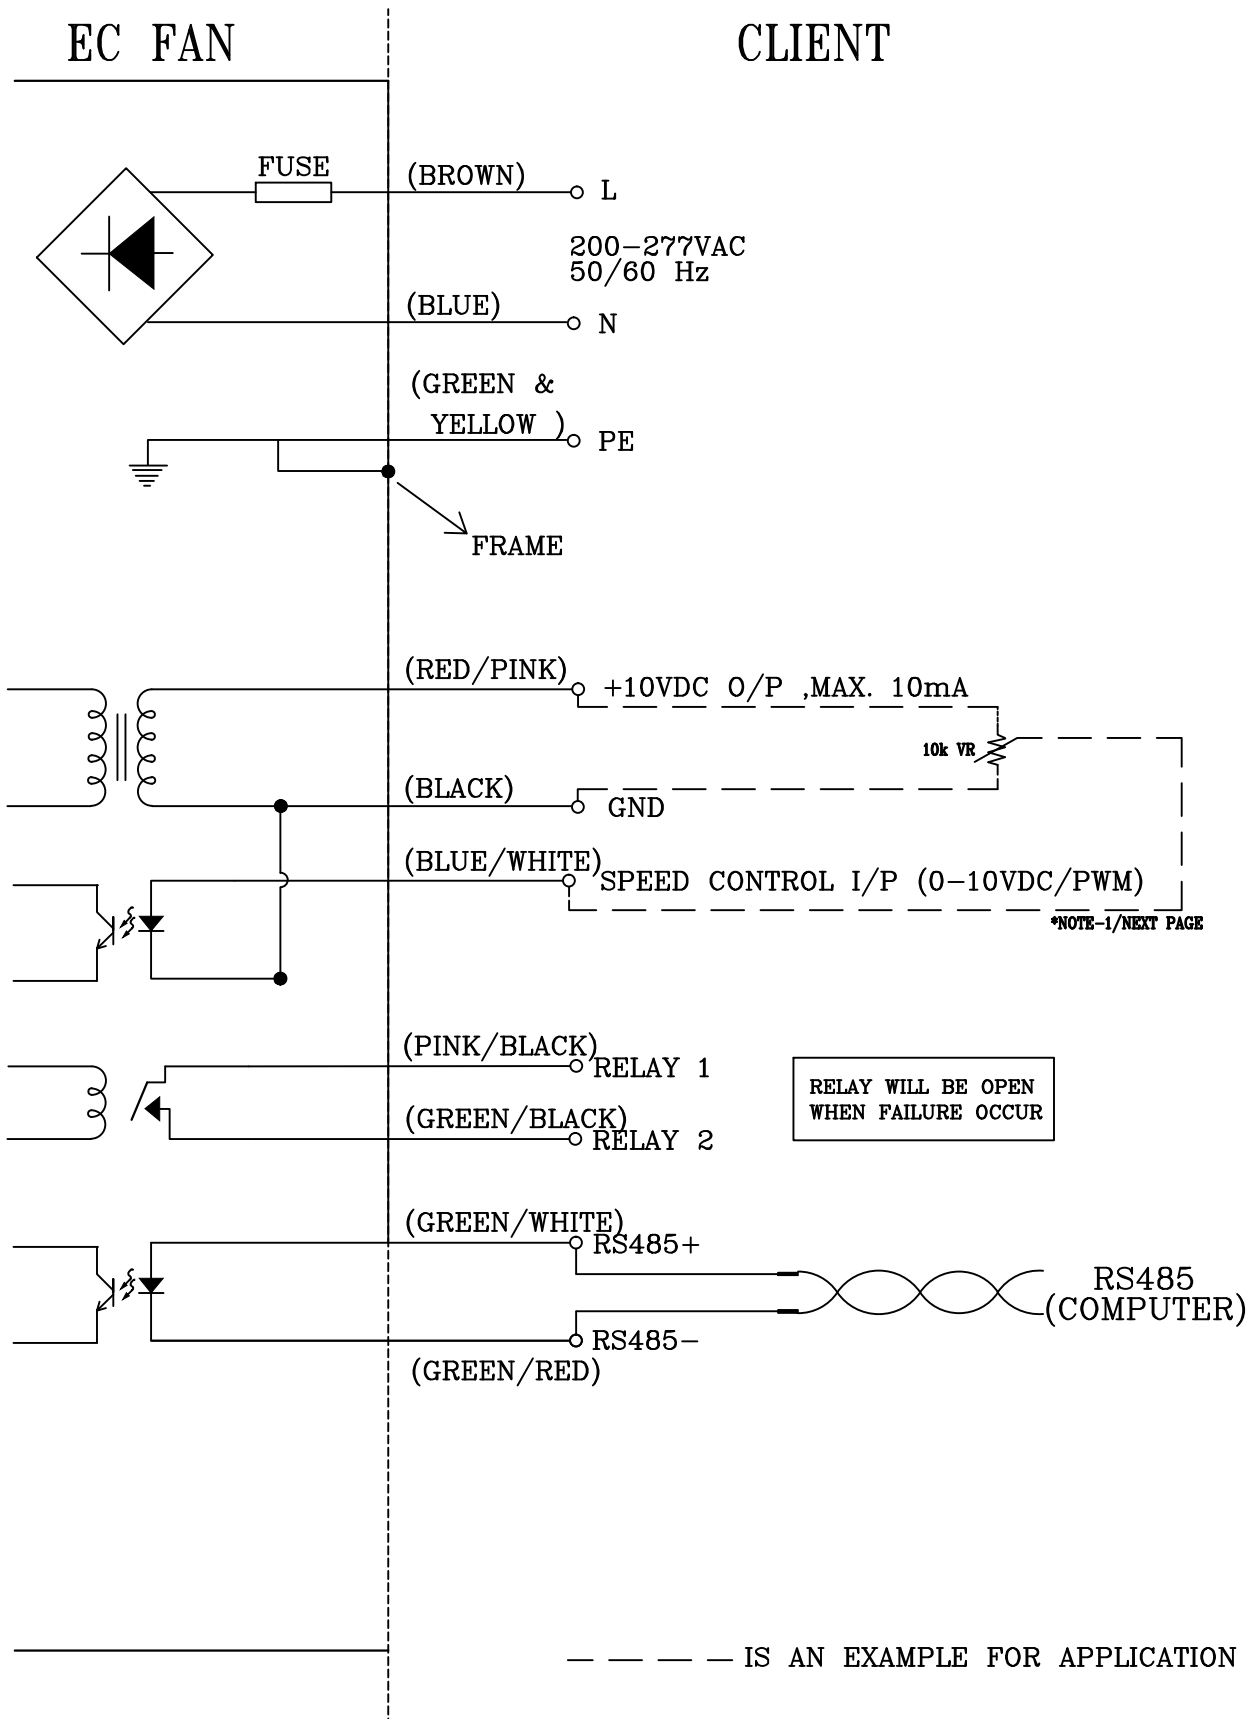 EC FAN
CLIENT
FUSE
(BROWN)
L
200-277VAC
50/60 Hz
(BLUE)
N
(GREEN &
YELLOW )
PE
FRAME
(RED/PINK)
+10VDC O/P ,MAX. 10mA
10k VR
(BLACK)
GND
(BLUE/WHITE)
SPEED CONTROL I/P (0-10VDC/PWM)
*NOTE-1/NEXT PAGE
(PINK/BLACK)
RELAY 1
RELAY WILL BE OPEN
WHEN FAILURE OCCUR
(GREEN/BLACK)
RELAY 2
(GREEN/WHITE)
RS485+
RS485
(COMPUTER)
RS485-
(GREEN/RED)
IS AN EXAMPLE FOR APPLICATION